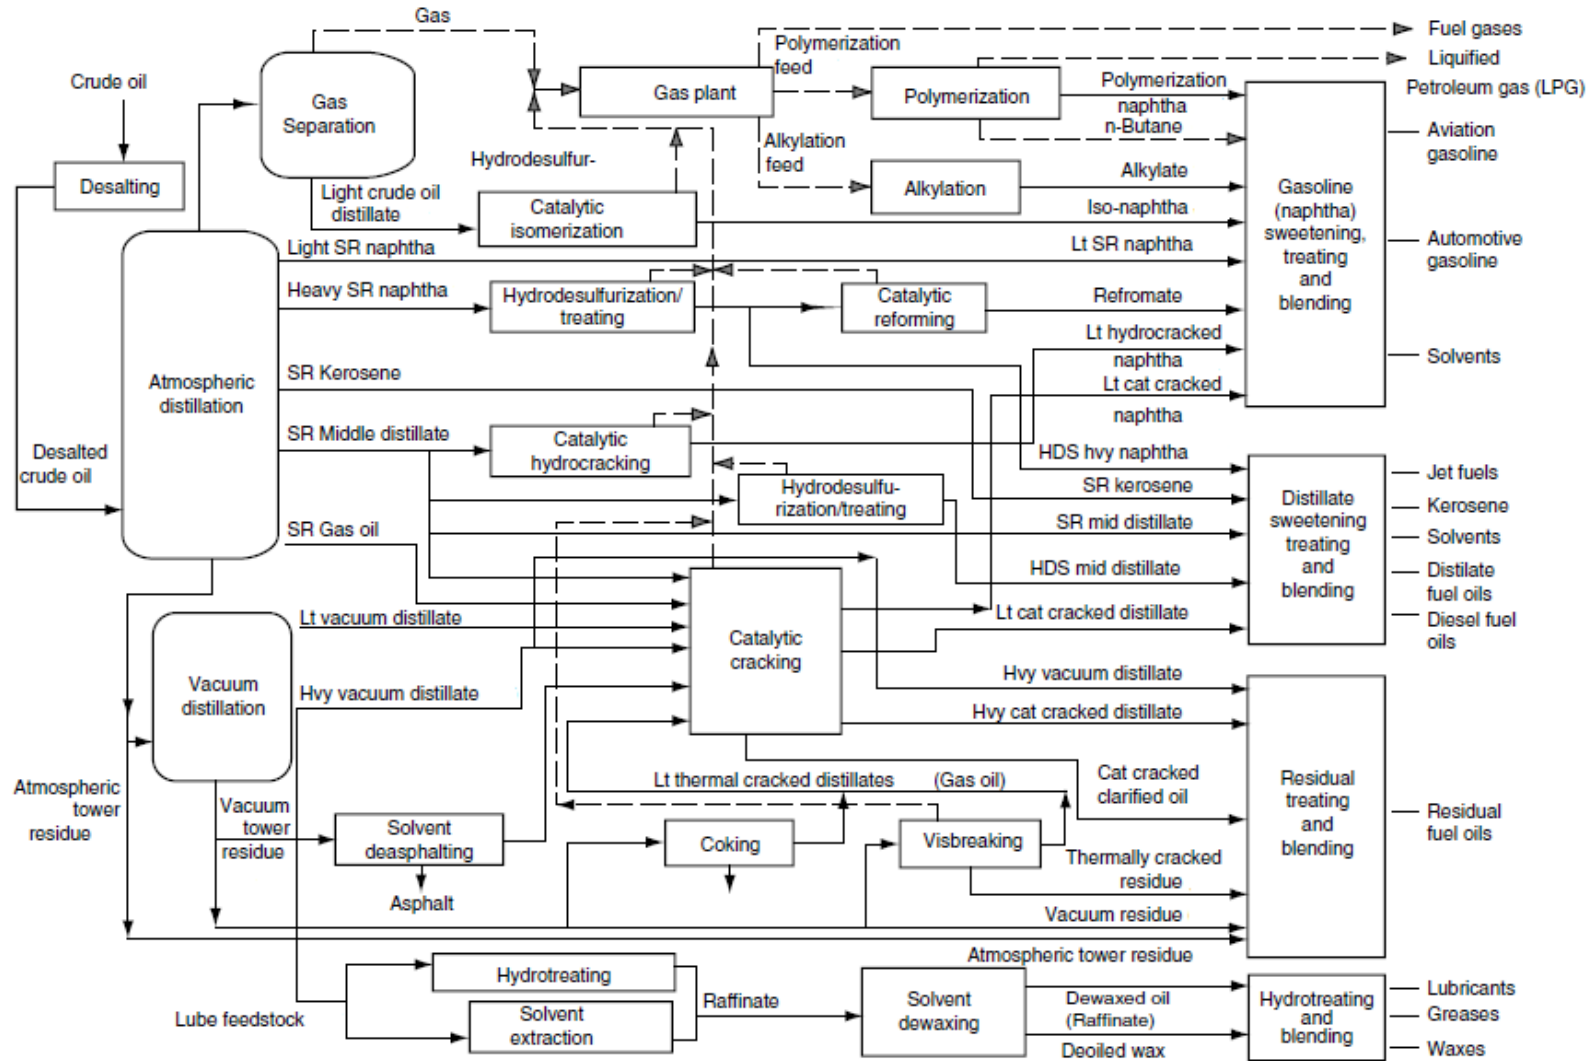 Gas
Fuel gases
Polymerization
feed
Liquified
Crude oil
Gas
Separation
Gas plant
Polymerization
Polymerization
naphtha
n-Butane
Petroleum gas (LPG)
Aviation
gasoline
Desalting
Hydrodesulfur-
Alkylation
feed
Alkylation
Alkylate
Light crude oil
distillate
Catalytic
isomerization
Iso-naphtha
Gasoline
(naphtha)
sweetening,
treating
and
blending
Light SR naphtha
Lt SR naphtha
Automotive
gasoline
Heavy SR naphtha
Hydrodesulfurization/
treating
Catalytic
reforming
Refromate
Lt hydrocracked
naphtha
Solvents
Atmospheric
distillation
SR Kerosene
Lt cat cracked
naphtha
SR Middle distillate
Catalytic
hydrocracking
Desalted
crude oil
HDS hvy naphtha
Jet fuels
Hydrodesulfu-
rization/treating
SR kerosene
Kerosene
Distillate
sweetening
treating
and
blending
SR Gas oil
SR mid distillate
Solvents
HDS mid distillate
Distilate
fuel oils
Lt vacuum distillate
Catalytic
cracking
Lt cat cracked distillate
Diesel fuel
oils
Vacuum
distillation
Hvy vacuum distillate
Hvy vacuum distillate
Hvy cat cracked distillate
Atmospheric
tower
residue
Lt thermal cracked distillates
(Gas oil)
Cat cracked
clarified oil
Residual
treating
and
blending
Residual
fuel oils
Vacuum
tower
residue
Solvent
deasphalting
Coking
Visbreaking
Thermally cracked
residue
Asphalt
Vacuum residue
Atmospheric tower residue
Hydrotreating
Raffinate
Solvent
dewaxing
Dewaxed oil
(Raffinate)
Deoiled wax
Hydrotreating
and
blending
Lubricants
Greases
Waxes
Lube feedstock
Solvent
extraction